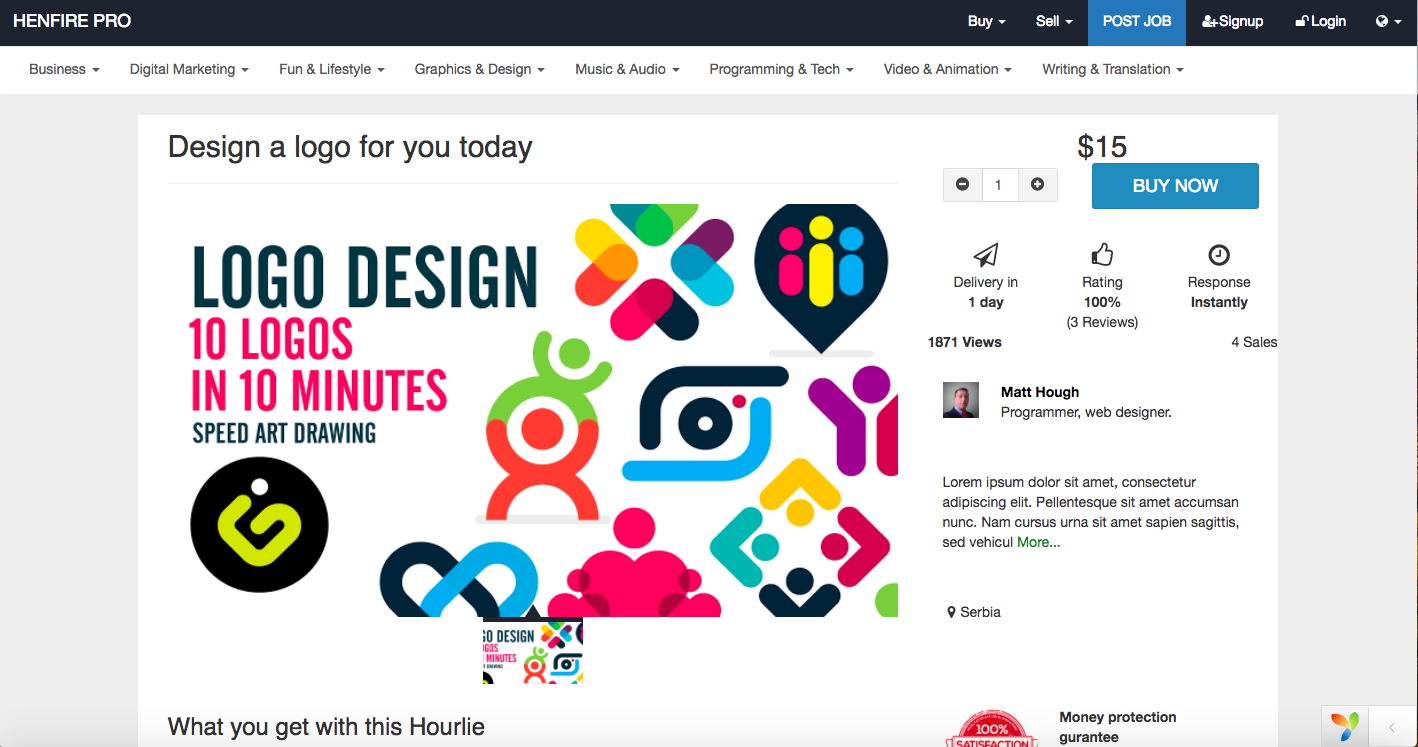 HENFIRE PRO
Buy Sell POST JOB Signup Login
Business Digital Marketing Fun & Lifestyle Graphics & Design Music & Audio Programming & Tech Video & Animation Writing & Translation
Design a logo for you today
$15
1
BUY NOW
LOGO DESIGN
10 LOGOS
IN 10 MINUTES
SPEED ART DRAWING
Delivery in
1 day
Rating
100%
(3 Reviews)
Response
Instantly
1871 Views
4 Sales
Matt Hough
Programmer, web designer.
Lorem ipsum dolor sit amet, consectetur
adipiscing elit. Pellentesque sit amet accumsan
nunc. Nam cursus urna sit amet sapien sagittis,
sed vehicul More...
Serbia
GO DESIGN
GOS
MINUTES
T DRAWING
What you get with this Hourlie
100%
SATISFACTION
Money protection
gurantee